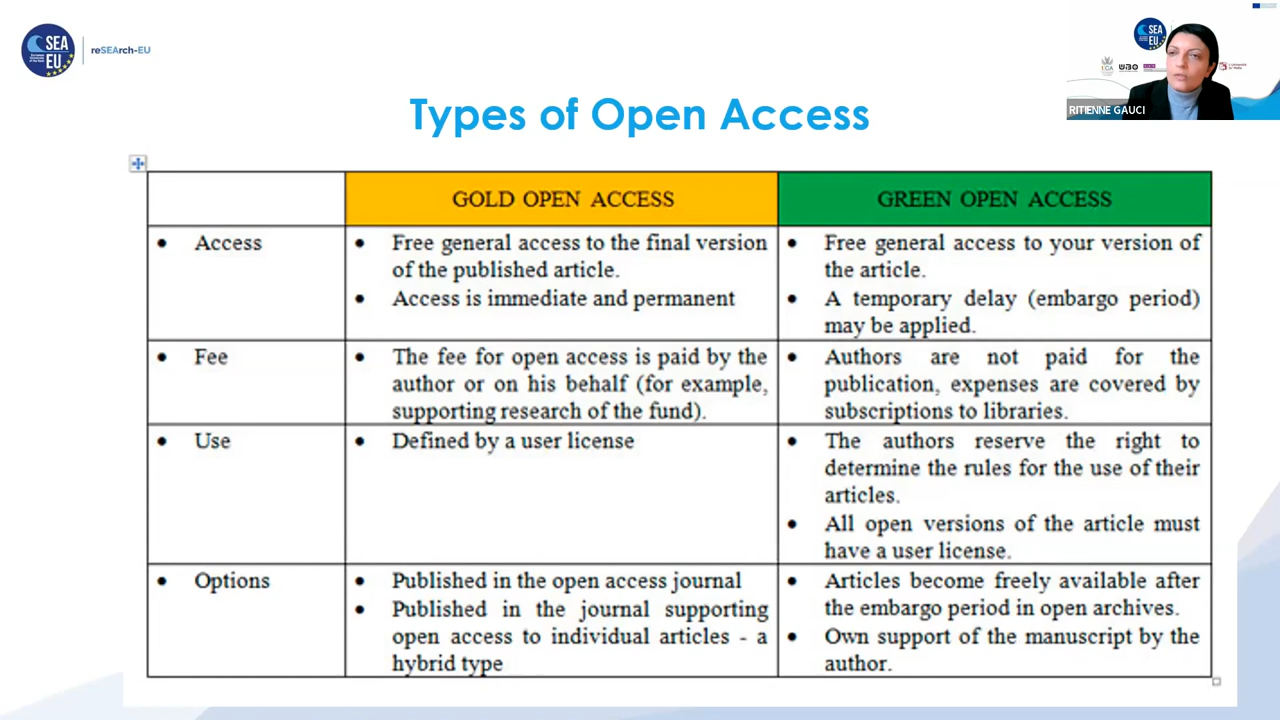 SEA
EU
reSEArch-EU
SEA
EU
UBO
RITIENNE GAUCI
Types of Open Access
GOLD OPEN ACCESS
GREEN OPEN ACCESS
• Access
• Free general access to the final version
of the published article.
• Access is immediate and permanent
• Free general access to your version of
the article.
• A temporary delay (embargo period)
may be applied.
• Fee
• The fee for open access is paid by the
author or on his behalf (for example,
supporting research of the fund).
• Authors are not paid for the
publication, expenses are covered by
subscriptions to libraries.
• Use
• Defined by a user license
• The authors reserve the right to
determine the rules for the use of their
articles.
• All open versions of the article must
have a user license.
• Options
• Published in the open access journal
• Published in the journal supporting
open access to individual articles - a
hybrid type
• Articles become freely available after
the embargo period in open archives.
• Own support of the manuscript by the
author.